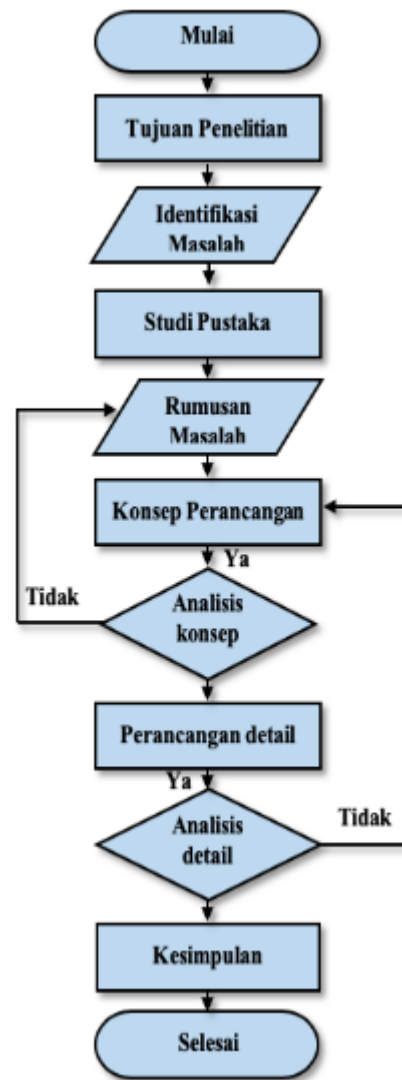 Mulai
Tujuan Penelitian
Identifikasi
Masalah
Studi Pustaka
Rumusan
Masalah
Konsep Perancangan
Ya
Tidak
Analisis
konsep
Perancangan detail
Ya
Analisis
detail
Tidak
Kesimpulan
Selesai